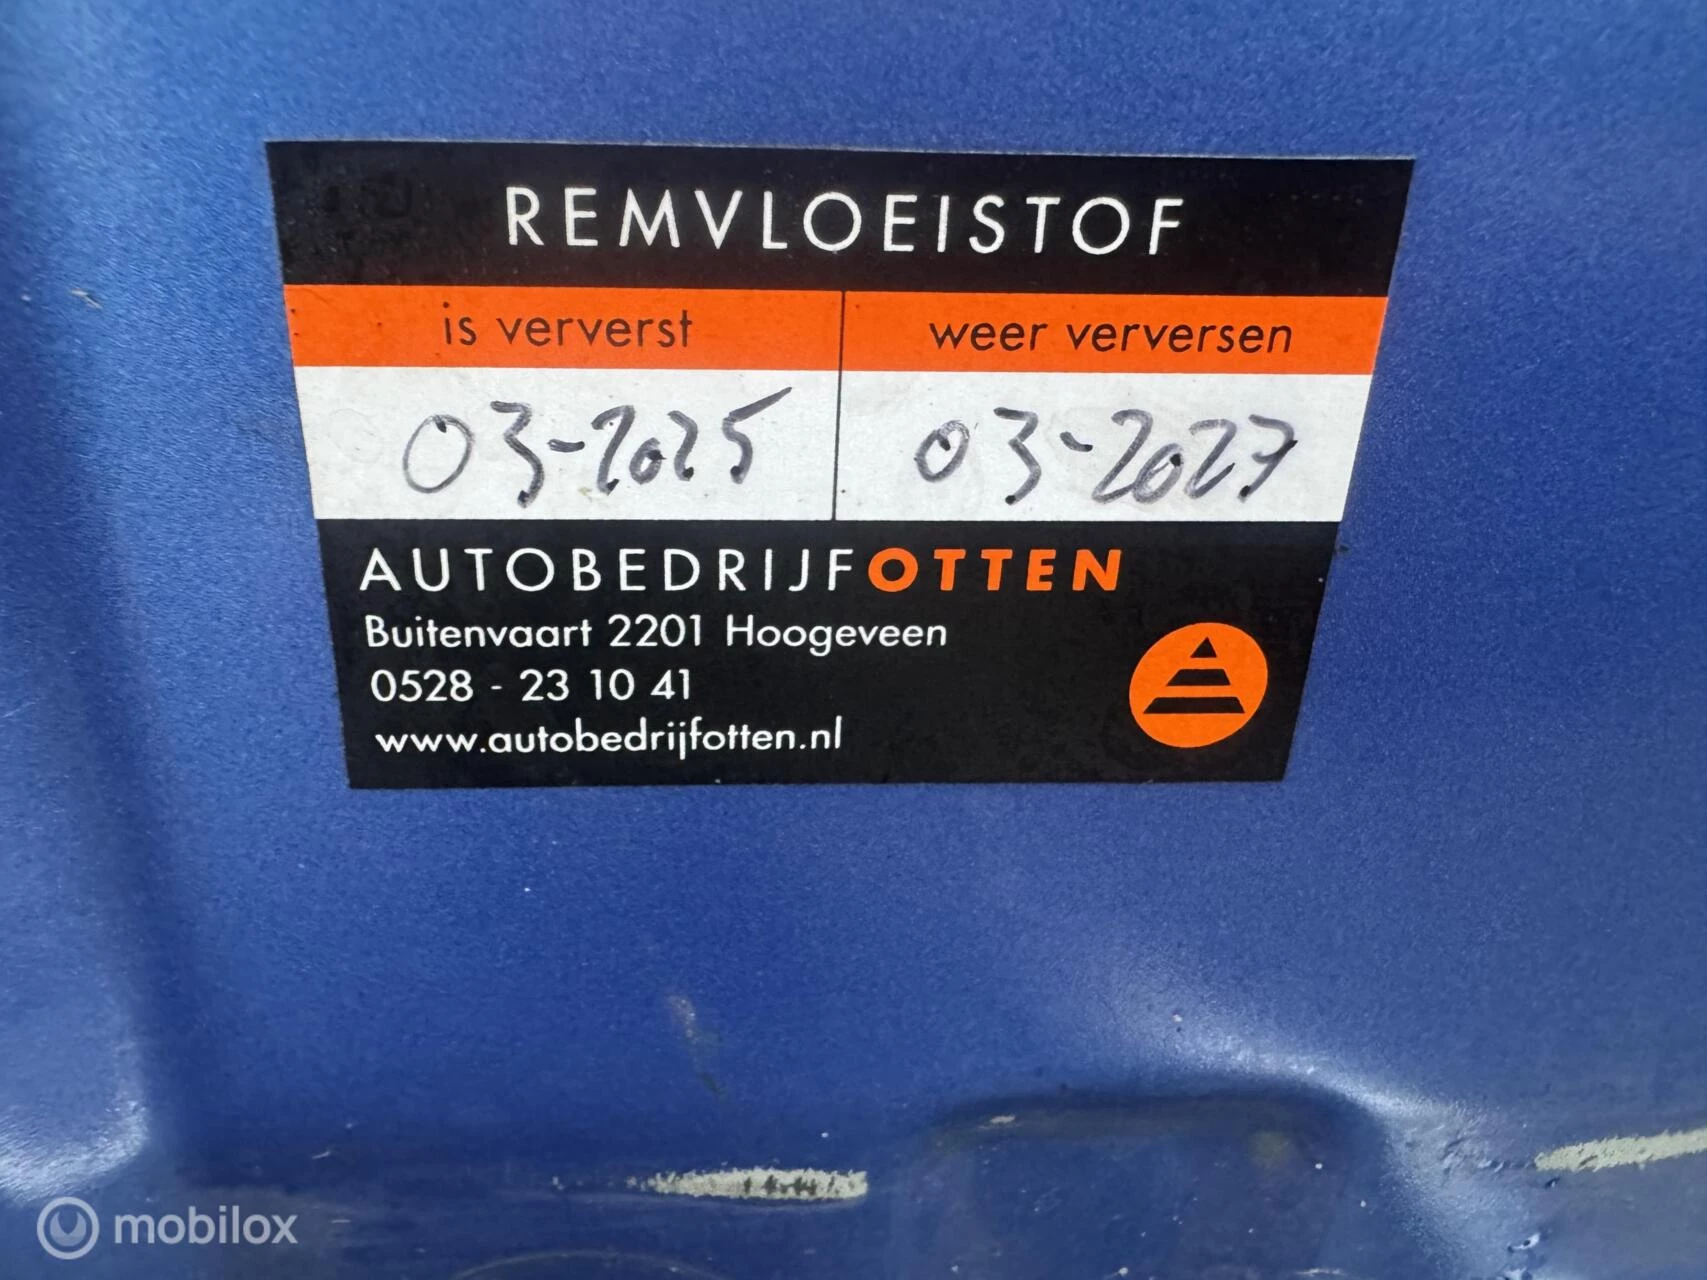 REMVLOEISTOF
is ververst weer verversen
03-2025 03-2027
AUTOBEDRIJFOTTEN
Buitenvaart 2201 Hoogeveen
0528 - 23 10 41
www.autobedrijfotten.nl
mobilox